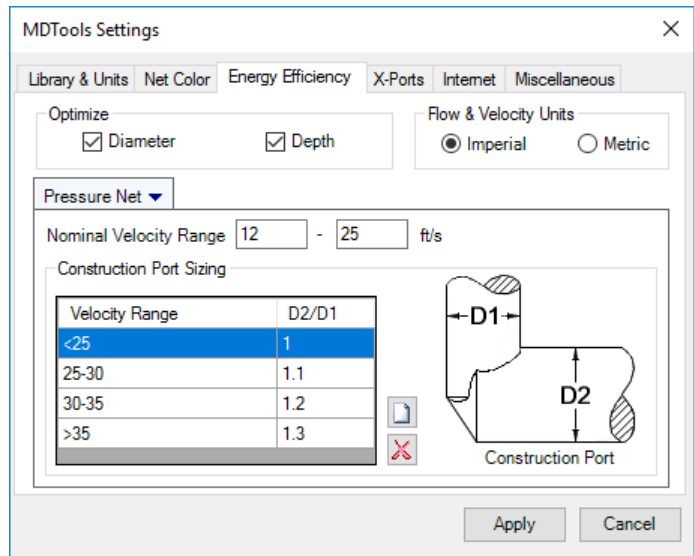 MDTools Settings
Library & Units Net Color Energy Efficiency X-Ports Internet Miscellaneous
Optimize
Diameter Depth
Flow & Velocity Units
Imperial Metric
Pressure Net
Nominal Velocity Range 12 - 25 ft/s
Construction Port Sizing
Velocity Range D2/D1
<25 1
25-30 1.1
30-35 1.2
>35 1.3
D1
D2
Construction Port
Apply Cancel